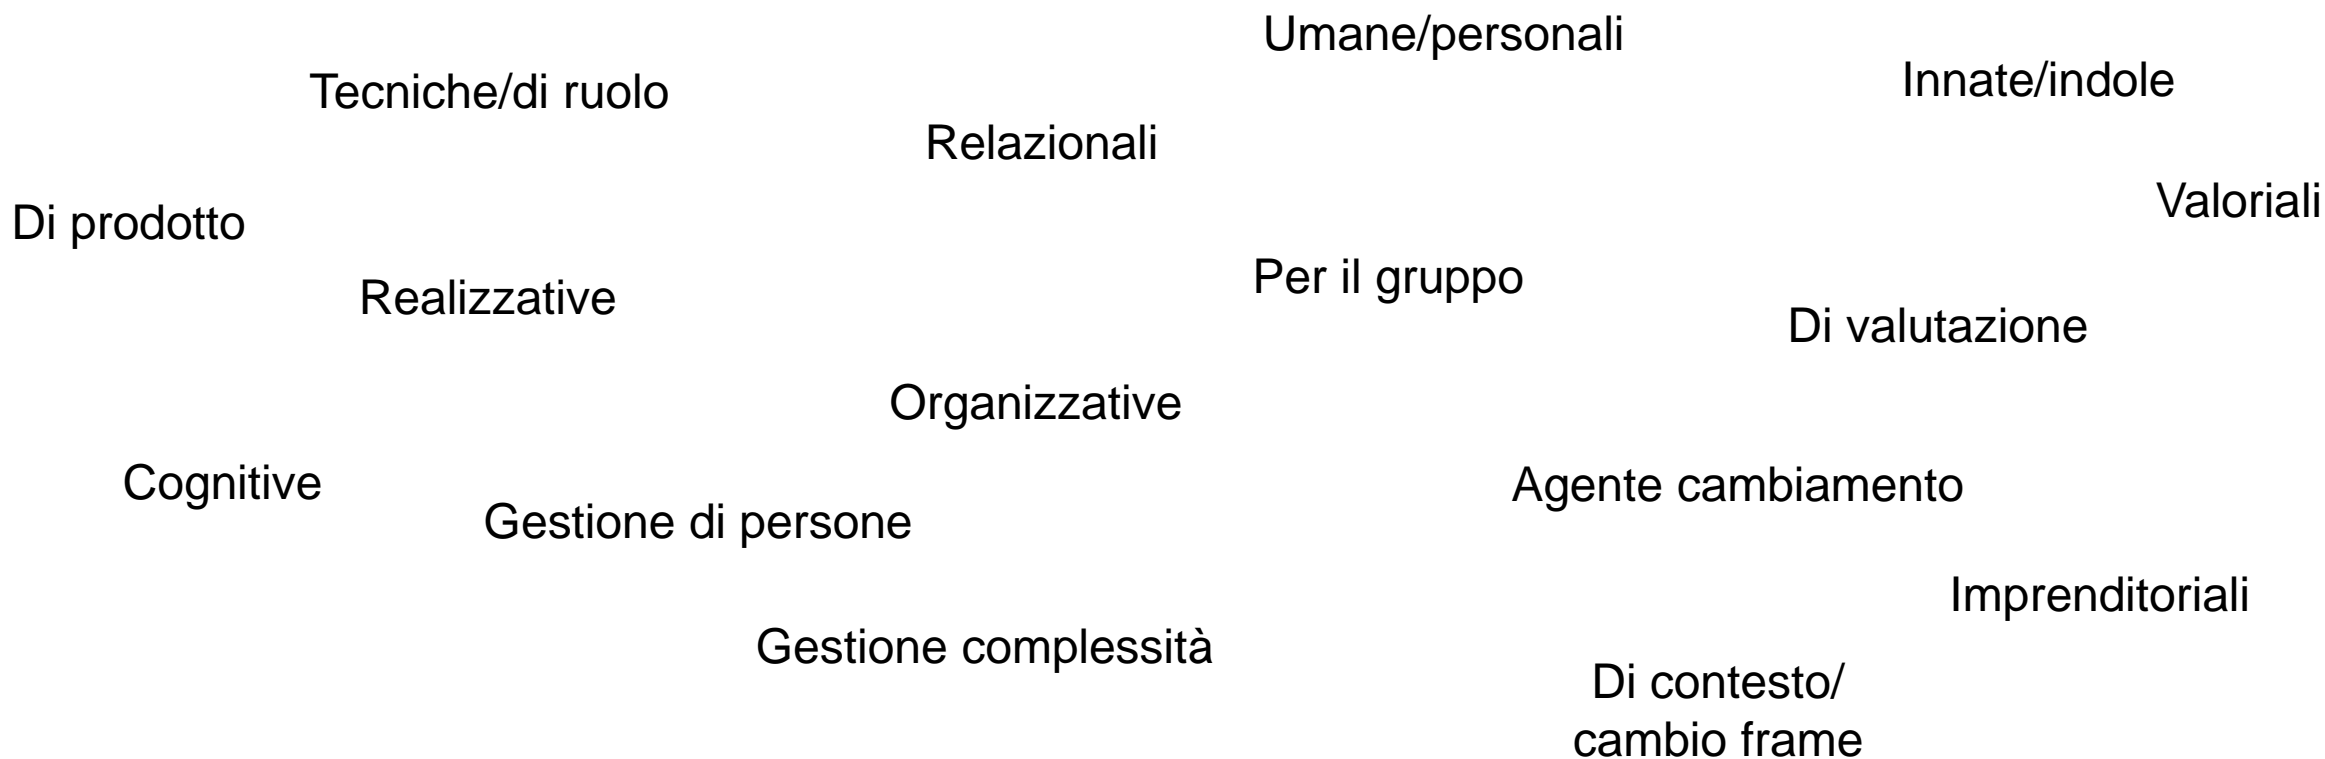 Umane/personali
Innate/indole
Tecniche/di ruolo
Relazionali
Valoriali
Di prodotto
Per il gruppo
Realizzative
Di valutazione
Organizzative
Cognitive
Agente cambiamento
Gestione di persone
Imprenditoriali
Gestione complessità
Di contesto/
cambio frame